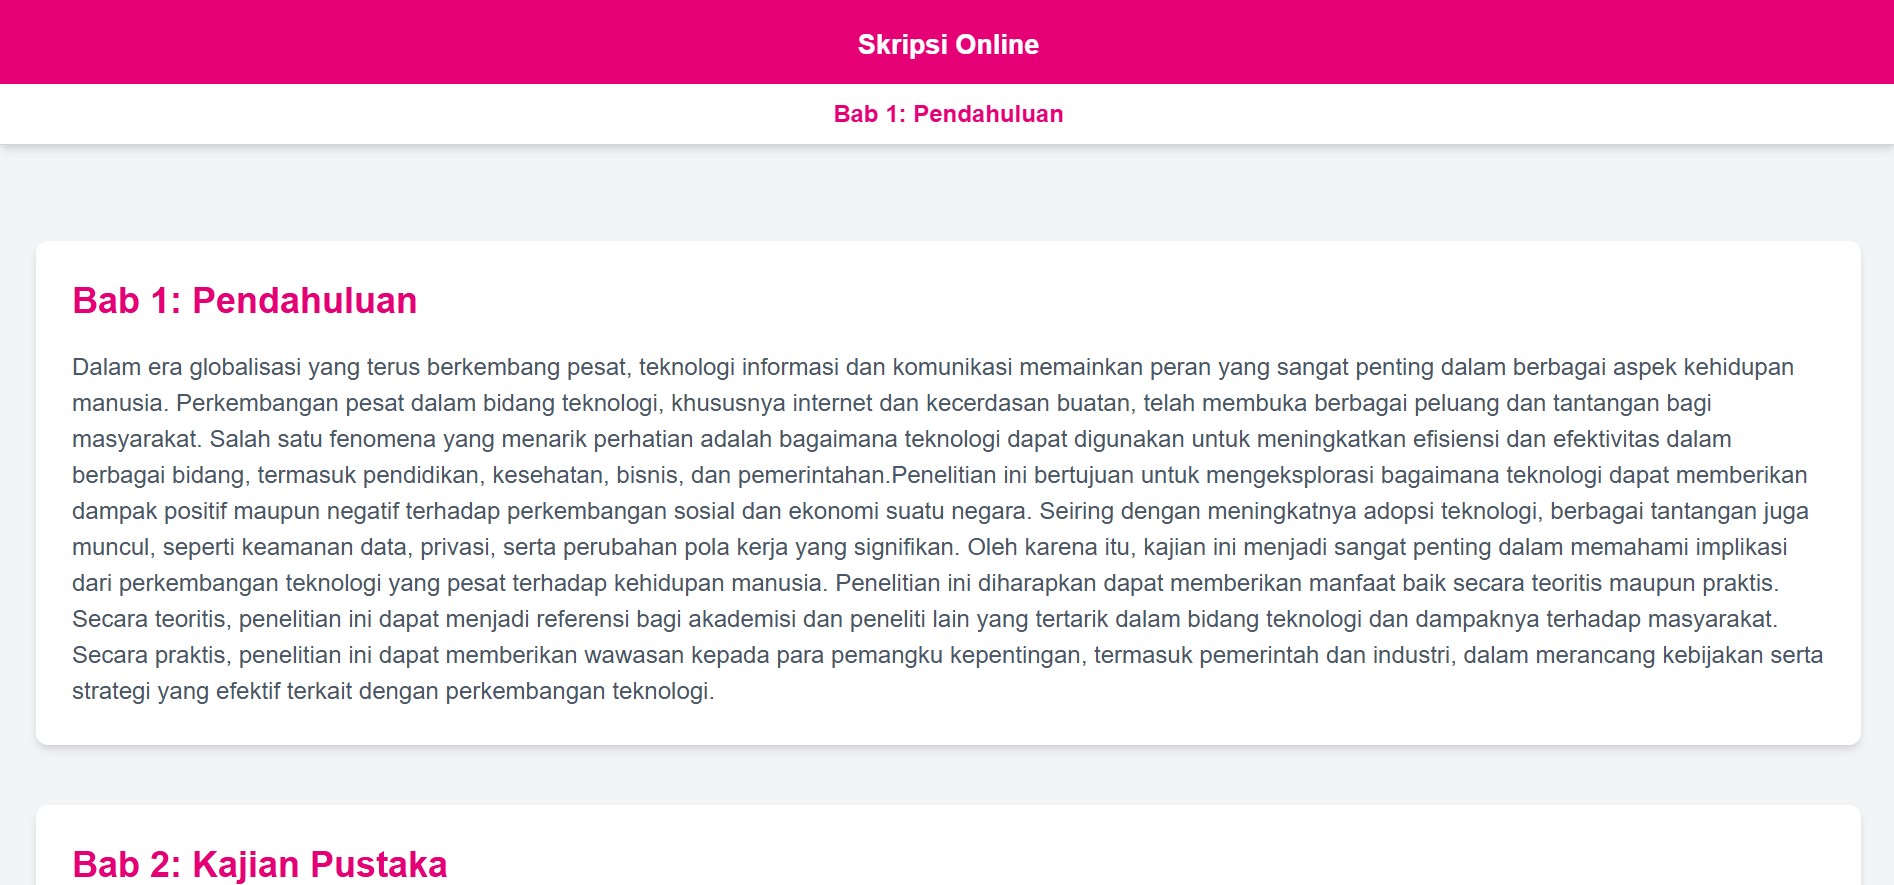 Skripsi Online
Bab 1: Pendahuluan
Bab 1: Pendahuluan
Dalam era globalisasi yang terus berkembang pesat, teknologi informasi dan komunikasi memainkan peran yang sangat penting dalam berbagai aspek kehidupan
manusia. Perkembangan pesat dalam bidang teknologi, khususnya internet dan kecerdasan buatan, telah membuka berbagai peluang dan tantangan bagi
masyarakat. Salah satu fenomena yang menarik perhatian adalah bagaimana teknologi dapat digunakan untuk meningkatkan efisiensi dan efektivitas dalam
berbagai bidang, termasuk pendidikan, kesehatan, bisnis, dan pemerintahan.Penelitian ini bertujuan untuk mengeksplorasi bagaimana teknologi dapat memberikan
dampak positif maupun negatif terhadap perkembangan sosial dan ekonomi suatu negara. Seiring dengan meningkatnya adopsi teknologi, berbagai tantangan juga
muncul, seperti keamanan data, privasi, serta perubahan pola kerja yang signifikan. Oleh karena itu, kajian ini menjadi sangat penting dalam memahami implikasi
dari perkembangan teknologi yang pesat terhadap kehidupan manusia. Penelitian ini diharapkan dapat memberikan manfaat baik secara teoritis maupun praktis.
Secara teoritis, penelitian ini dapat menjadi referensi bagi akademisi dan peneliti lain yang tertarik dalam bidang teknologi dan dampaknya terhadap masyarakat.
Secara praktis, penelitian ini dapat memberikan wawasan kepada para pemangku kepentingan, termasuk pemerintah dan industri, dalam merancang kebijakan serta
strategi yang efektif terkait dengan perkembangan teknologi.
Bab 2: Kajian Pustaka